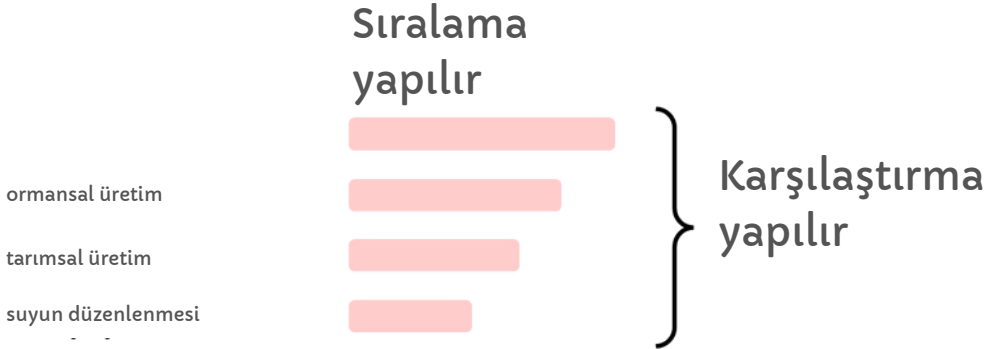 Sıralama
yapılır
ormansal üretim
tarımsal üretim
suyun düzenlenmesi
Karşılaştırma
yapılır